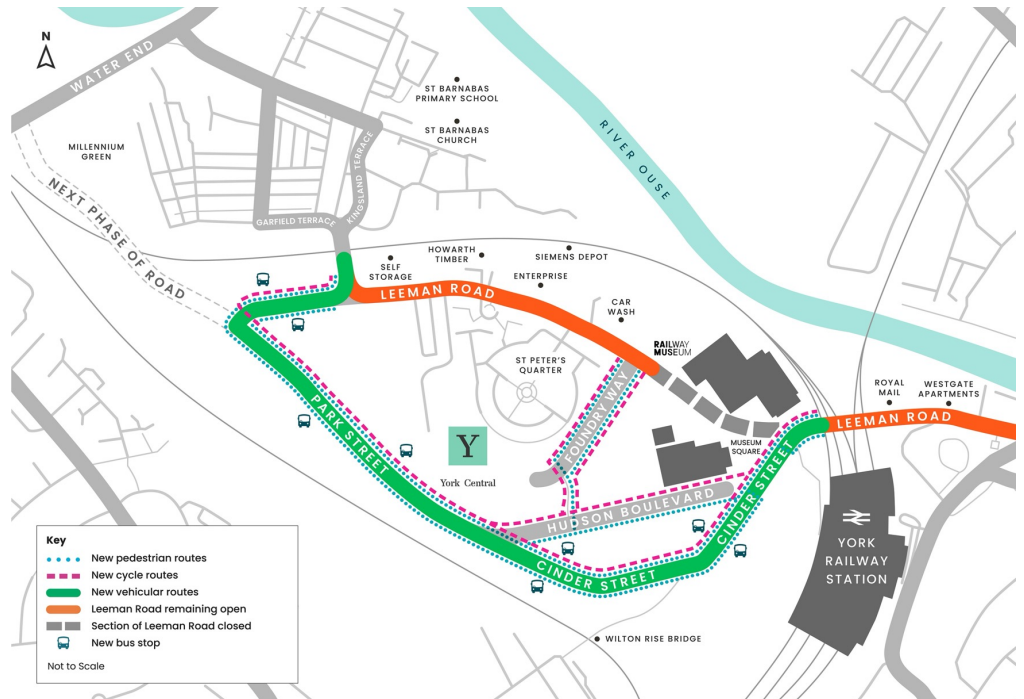 N
WATER END
ST BARNABAS
PRIMARY SCHOOL
ST BARNABAS
CHURCH
MILLENNIUM
GREEN
KINGSLAND TERRACE
RIVER OUSE
NEXT PHASE OF ROAD
GARFIELD TERRACE
HOWARTH
TIMBER
SIEMENS DEPOT
SELF
STORAGE
ENTERPRISE
LEEMAN ROAD
CAR
WASH
RAILWAY
MUSEUM
ST PETER'S
QUARTER
FOUNDRY WAY
ROYAL
MAIL
WESTGATE
APARTMENTS
LEEMAN ROAD
PARK STREET
MUSEUM
SQUARE
Y
York Central
HUDSON BOULEVARD
CINDER STREET
CINDER STREET
YORK
RAILWAY
STATION
WILTON RISE BRIDGE
Key
New pedestrian routes
New cycle routes
New vehicular routes
Leeman Road remaining open
Section of Leeman Road closed
New bus stop
Not to Scale